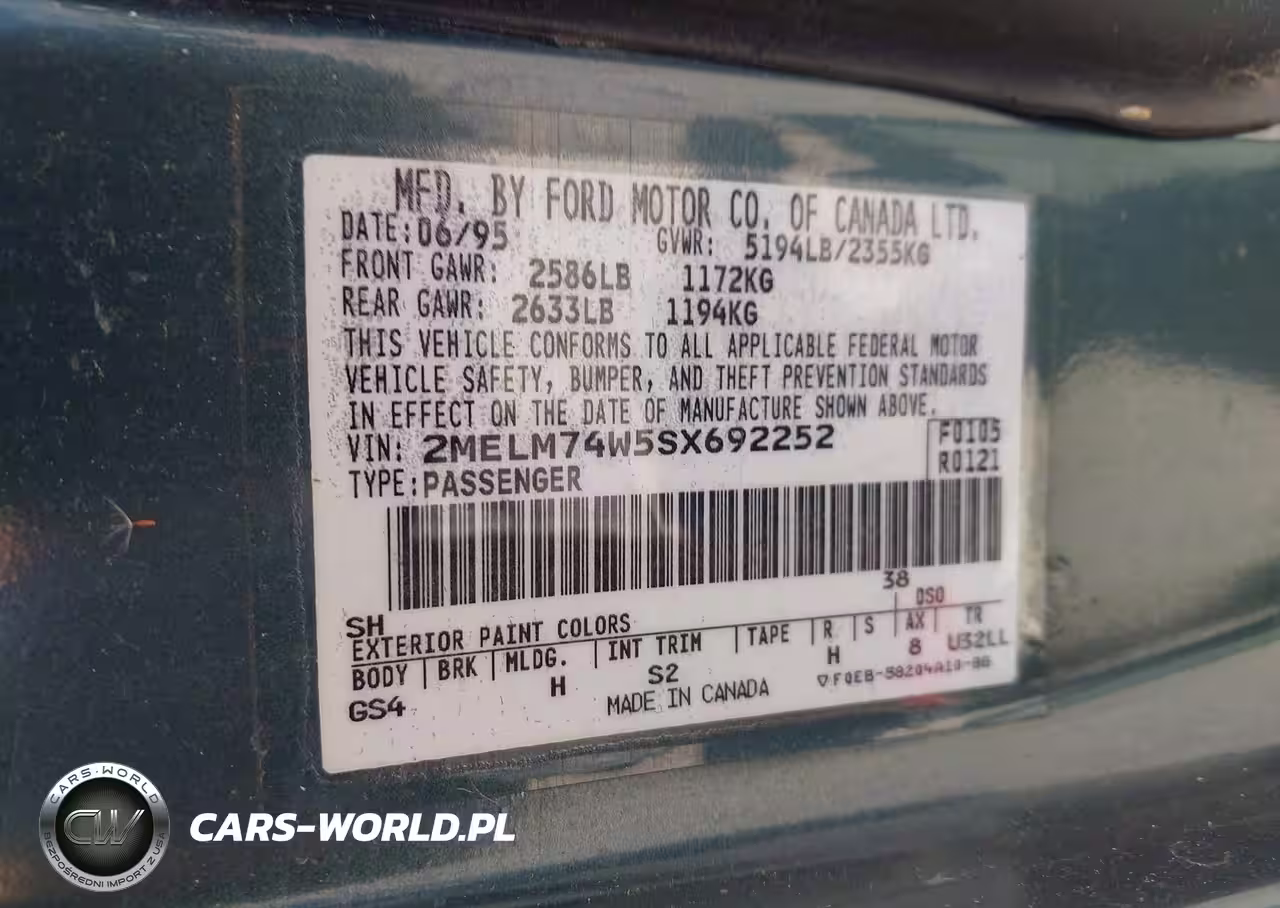 MFD. BY FORD MOTOR CO. OF CANADA LTD.
DATE: 06/95 GVWR: 5194LB/2355KG
FRONT GAWR: 2586LB 1172KG
REAR GAWR: 2633LB 1194KG
THIS VEHICLE CONFORMS TO ALL APPLICABLE FEDERAL MOTOR
VEHICLE SAFETY, BUMPER, AND THEFT PREVENTION STANDARDS
IN EFFECT ON THE DATE OF MANUFACTURE SHOWN ABOVE.
VIN: 2MELM74W5SX692252 F0105
TYPE: PASSENGER R0121
38
SH DSO
EXTERIOR PAINT COLORS
BODY BRK MLDG. INT TRIM TAPE R S AX TR
GS4 H S2 H 8 U32LL
MADE IN CANADA ▽F0EB-58204A10-BB
CARS-WORLD
CW
BEZPOŚREDNI IMPORT Z USA
CARS-WORLD.PL